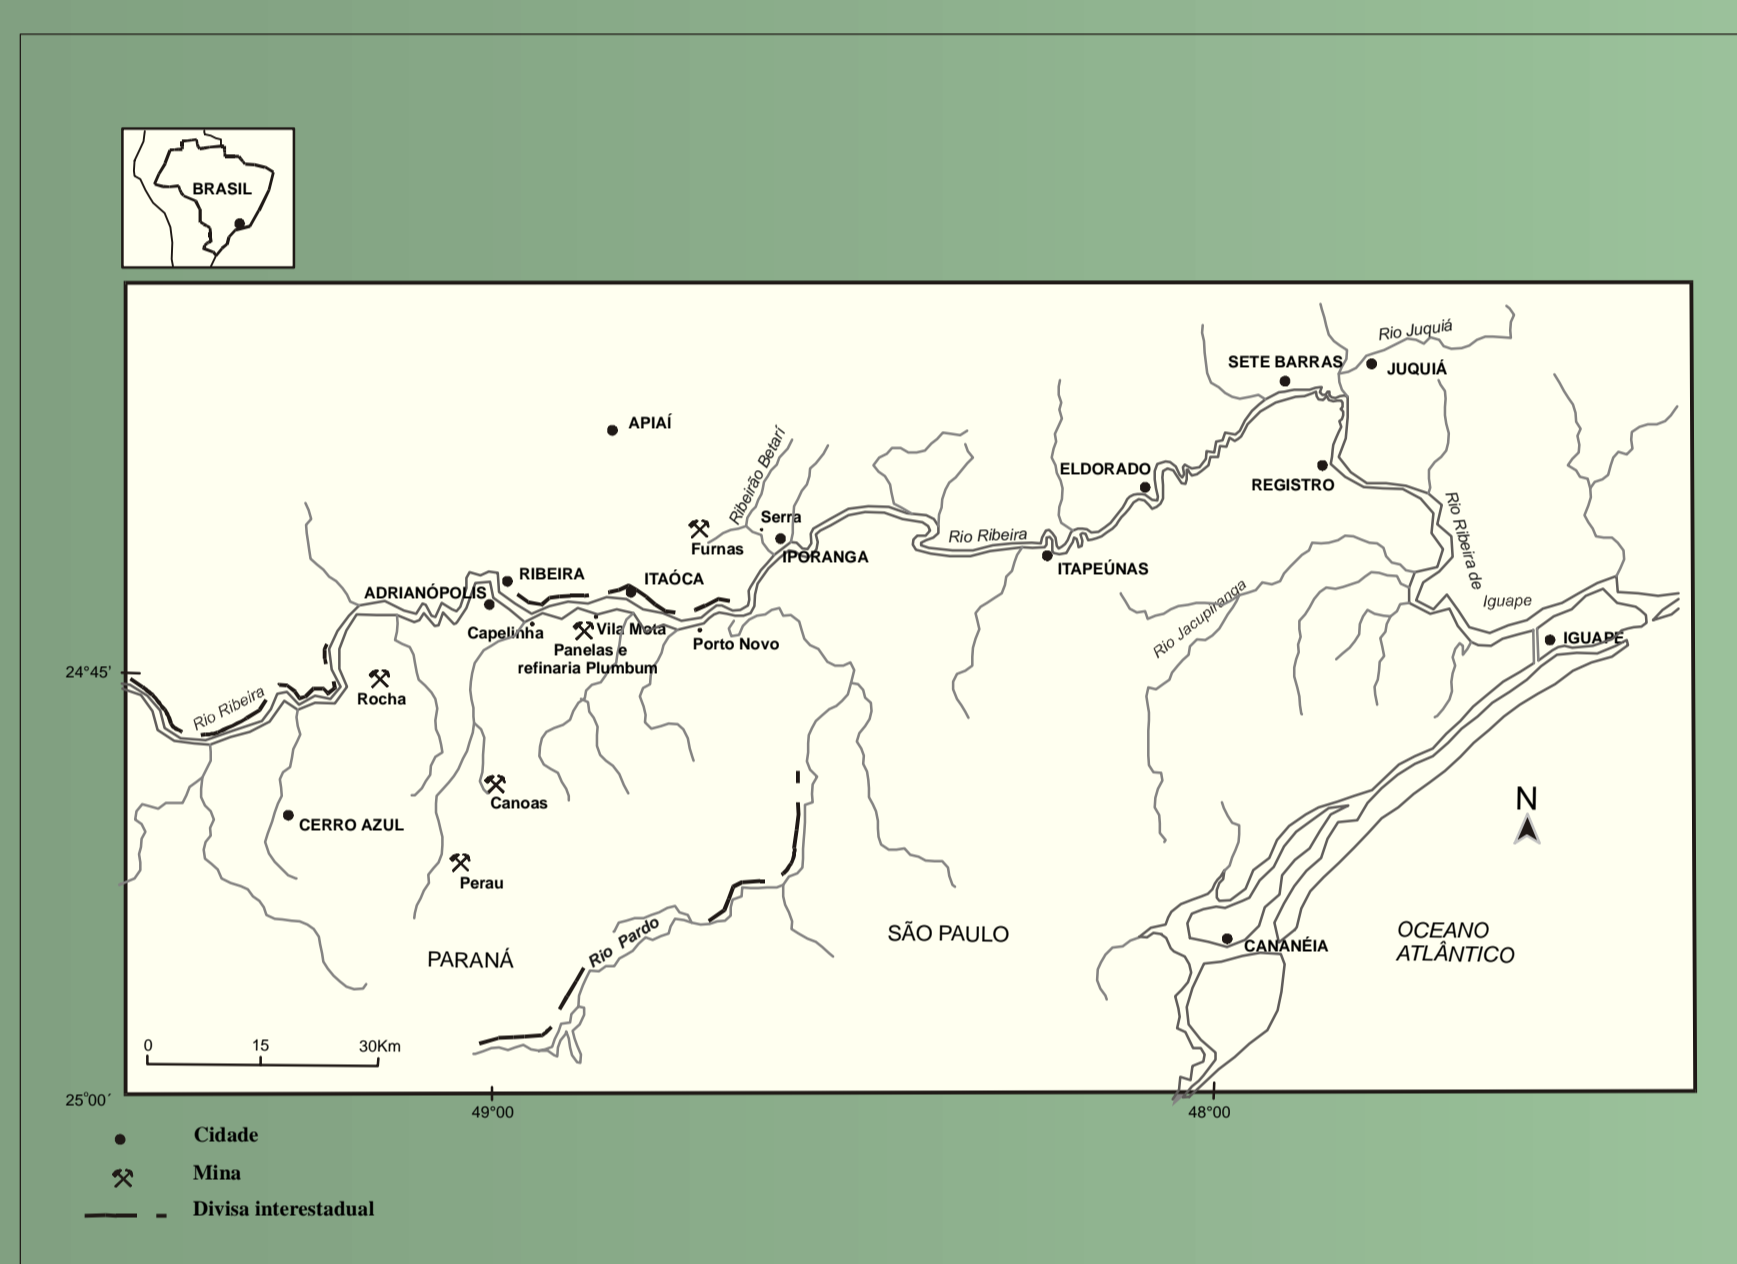 BRASIL
Rio Juquiá
SETE BARRAS
JUQUIÁ
APIAÍ
Ribeirão Betarí
ELDORADO
REGISTRO
Serra
Furnas
IPORANGA
Rio Ribeira
ITAPEÚNAS
Rio Ribeira de
Iguape
RIBEIRA
ITAÓCA
ADRIANÓPOLIS
Rio Jacupiranga
Capelinha
Vila Mota
Porto Novo
IGUAPE
Panelas e
refinaria Plumbum
24°45'
Rocha
Rio Ribeira
Canoas
CERRO AZUL
N
Perau
Rio Pardo
SÃO PAULO
OCEANO
ATLÂNTICO
CANANÉIA
PARANÁ
0 15 30Km
25°00´
49°00 48°00
Cidade
Mina
Divisa interestadual